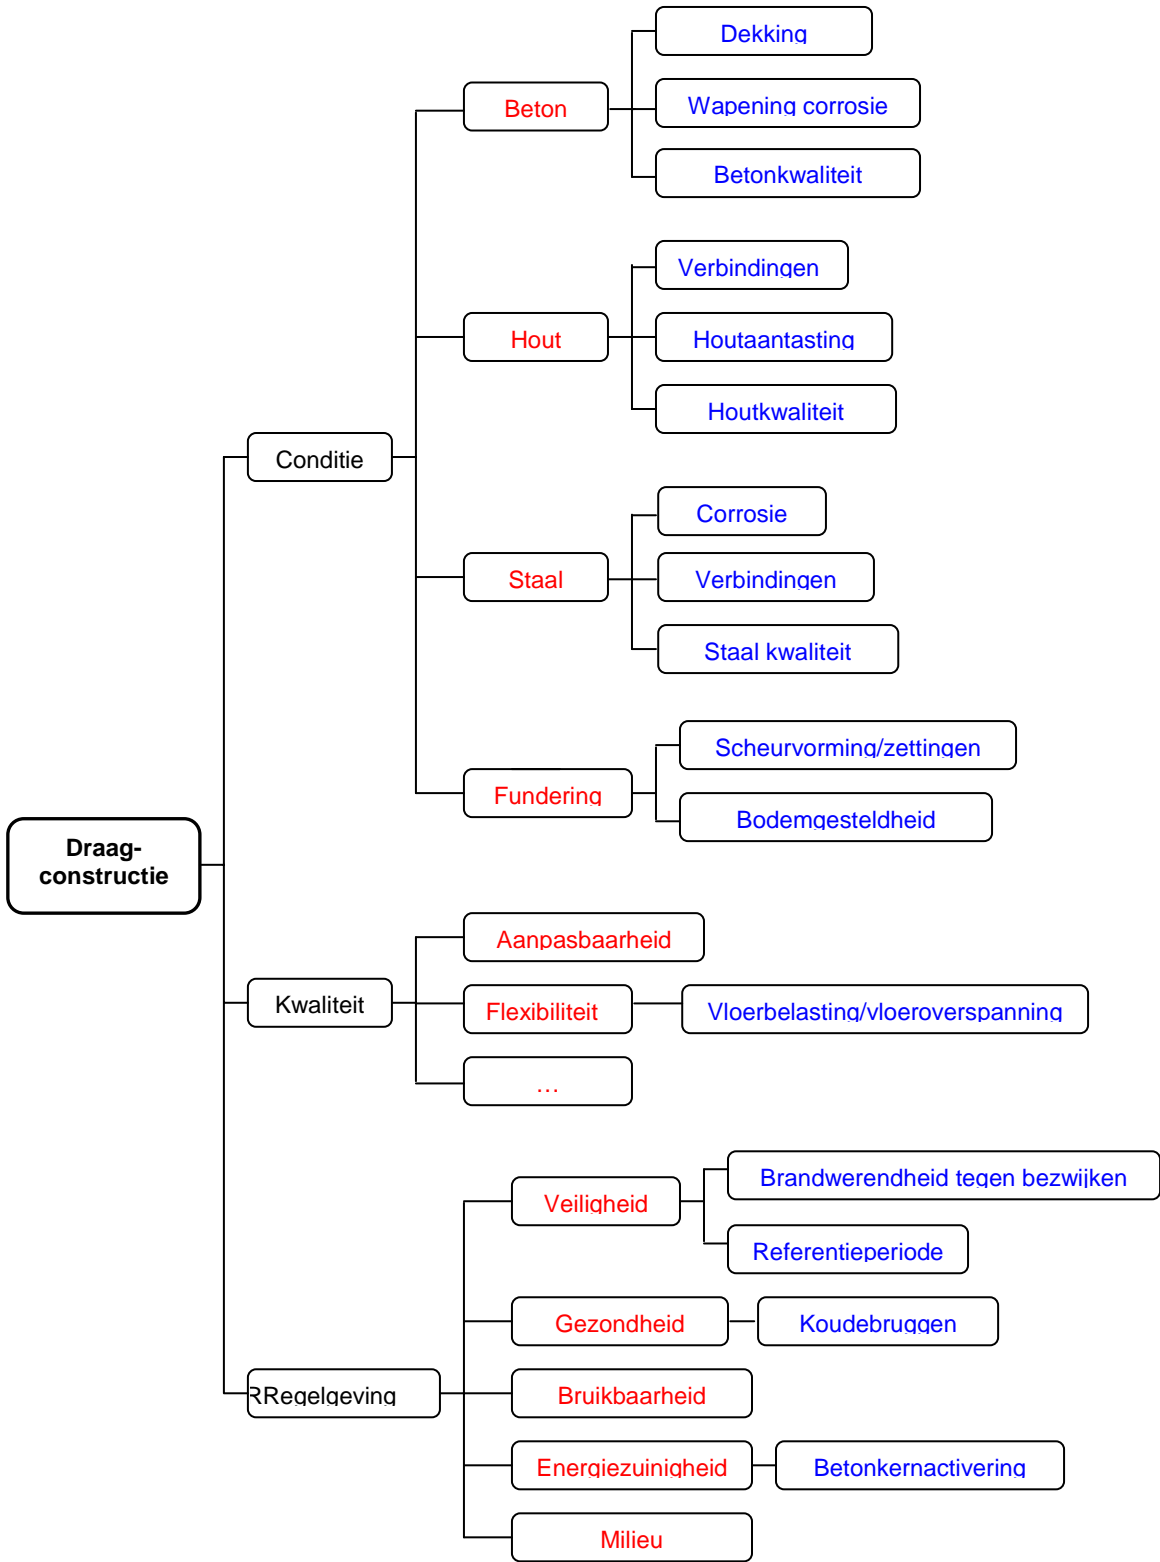 Dekking
Beton
Wapening corrosie
Betonkwaliteit
Verbindingen
Hout
Houtaantasting
Houtkwaliteit
Conditie
Corrosie
Staal
Verbindingen
Staal kwaliteit
Scheurvorming/zettingen
Fundering
Bodemgesteldheid
Draag-
constructie
Aanpasbaarheid
Kwaliteit
Flexibiliteit
Vloerbelasting/vloeroverspanning
…
Brandwerendheid tegen bezwijken
Veiligheid
Referentieperiode
Gezondheid
Koudebruggen
RRegelgeving
Bruikbaarheid
Energiezuinigheid
Betonkernactivering
Milieu